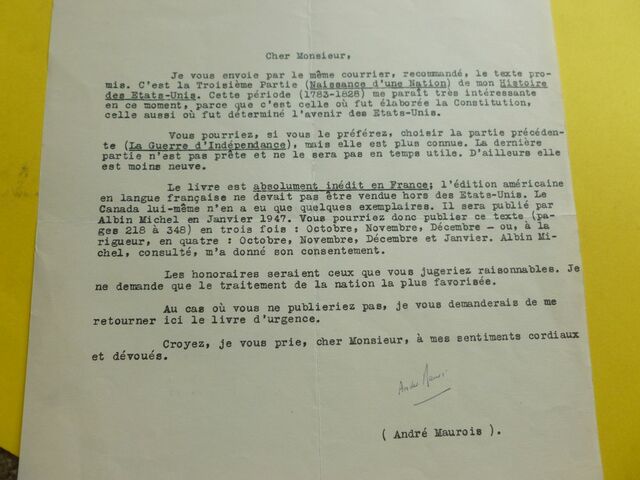 Cher Monsieur,
Je vous envoie par le même courrier, recommandé, le texte pro-
mis. C'est la Troisième Partie (Naissance d'une Nation) de mon Histoire
des Etats-Unis. Cette période (1783-1828) me paraît très intéressante
en ce moment, parce que c'est celle où fut élaborée la Constitution,
celle aussi où fut déterminé l'avenir des Etats-Unis.
Vous pourriez, si vous le préférez, choisir la partie précéden-
te (La Guerre d'Indépendance), mais elle est plus connue. La dernière
partie n'est pas prête et ne le sera pas en temps utile. D'ailleurs elle
est moins neuve.
Le livre est absolument inédit en France; l'édition américaine
en langue française ne devait pas être vendue hors des Etats-Unis. Le
Canada lui-même n'en a eu que quelques exemplaires. Il sera publié par
Albin Michel en Janvier 1947. Vous pourriez donc publier ce texte (pa-
ges 218 à 348) en trois fois : Octobre, Novembre, Décembre - ou, à la
rigueur, en quatre : Octobre, Novembre, Décembre et Janvier. Albin Mi-
chel, consulté, m'a donné son consentement.
Les honoraires seraient ceux que vous jugeriez raisonnables. Je
ne demande que le traitement de la nation la plus favorisée.
Au cas où vous ne publieriez pas, je vous demanderais de me
retourner ici le livre d'urgence.
Croyez, je vous prie, cher Monsieur, à mes sentiments cordiaux
et dévoués.
André Maurois
( André Maurois ).